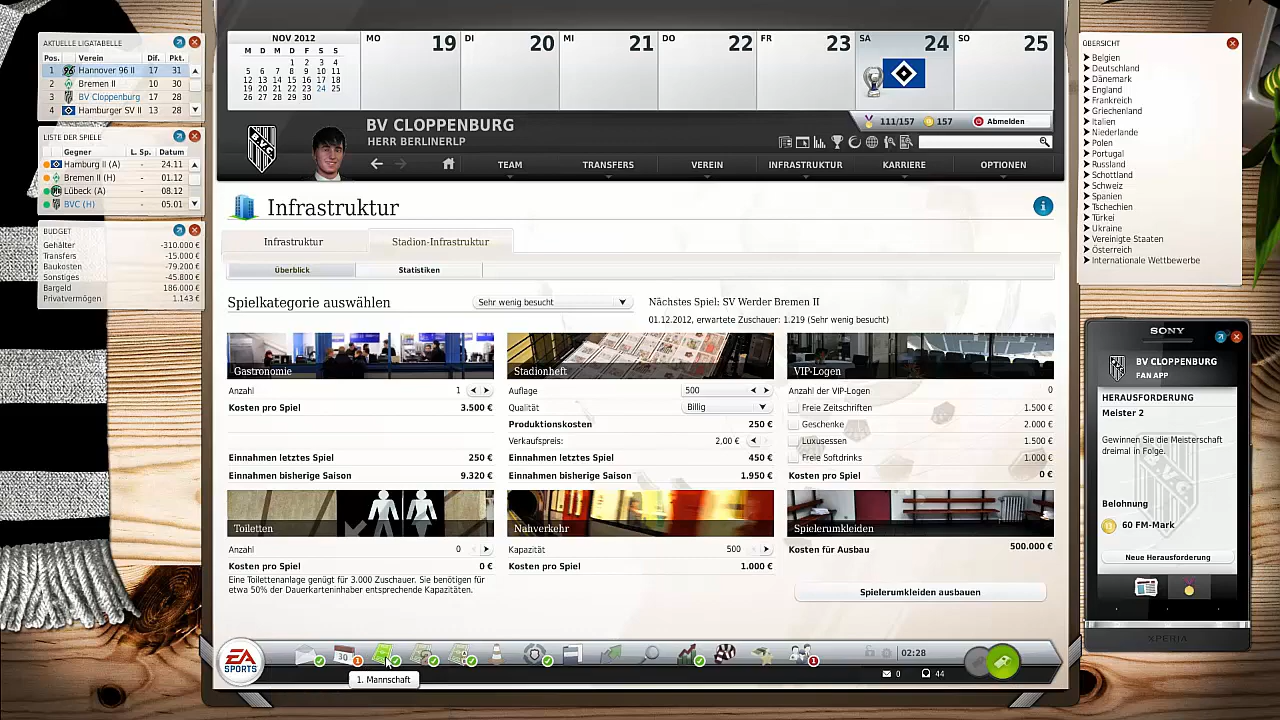 AKTUELLE LIGATABELLE
Pos. Verein Dif. Pkt.
1 Hannover 96 II 17 31
2 Bremen II 10 30
3 BV Cloppenburg 17 28
4 Hamburger SV II 13 28
LISTE DER SPIELE
Gegner L. Sp. Datum
Hamburg II (A) - 24.11
Bremen II (H) - 01.12
Lübeck (A) - 08.12
BVC (H) - 05.01
BUDGET
Gehälter -310.000 €
Transfers -15.000 €
Baukosten -79.200 €
Sonstiges -45.800 €
Bargeld 186.000 €
Privatvermögen 1.143 €
NOV 2012
M D M D F S S
1 2 3 4
5 6 7 8 9 10 11
12 13 14 15 16 17 18
19 20 21 22 23 24 25
26 27 28 29 30
MO 19
DI 20
MI 21
DO 22
FR 23
SA 24
SO 25
111/157 157 Abmelden
BV CLOPPENBURG
HERR BERLINERLP
BVC
TEAM TRANSFERS VEREIN INFRASTRUKTUR KARRIERE OPTIONEN
Infrastruktur
Infrastruktur Stadion-Infrastruktur
Überblick Statistiken
Spielkategorie auswählen Sehr wenig besucht
Nächstes Spiel: SV Werder Bremen II
01.12.2012, erwartete Zuschauer: 1.219 (Sehr wenig besucht)
Gastronomie
Anzahl 1
Kosten pro Spiel 3.500 €
Einnahmen letztes Spiel 250 €
Einnahmen bisherige Saison 9.320 €
Stadionheft
Auflage 500
Qualität Billig
Produktionskosten 250 €
Verkaufspreis: 2,00 €
Einnahmen letztes Spiel 450 €
Einnahmen bisherige Saison 1.950 €
VIP-Logen
Anzahl der VIP-Logen 0
Freie Zeitschriften 1.500 €
Geschenke 2.000 €
Luxusessen 1.500 €
Freie Softdrinks 1.000 €
Kosten pro Spiel 0 €
Toiletten
Anzahl 0
Kosten pro Spiel 0 €
Eine Toilettenanlage genügt für 3.000 Zuschauer. Sie benötigen für
etwa 50% der Dauerkarteninhaber entsprechende Kapazitäten.
Nahverkehr
Kapazität 500
Kosten pro Spiel 1.000 €
Spielerumkleiden
Kosten für Ausbau 500.000 €
Spielerumkleiden ausbauen
EA SPORTS
30 1
1
02:28
0 44
1. Mannschaft
ÜBERSICHT
Belgien
Deutschland
Dänemark
England
Frankreich
Griechenland
Italien
Niederlande
Polen
Portugal
Russland
Schottland
Schweiz
Spanien
Tschechien
Türkei
Ukraine
Vereinigte Staaten
Österreich
Internationale Wettbewerbe
SONY
BV CLOPPENBURG
FAN APP
HERAUSFORDERUNG
Meister 2
Gewinnen Sie die Meisterschaft
dreimal in Folge.
Belohnung
60 FM-Mark
Neue Herausforderung
XPERIA